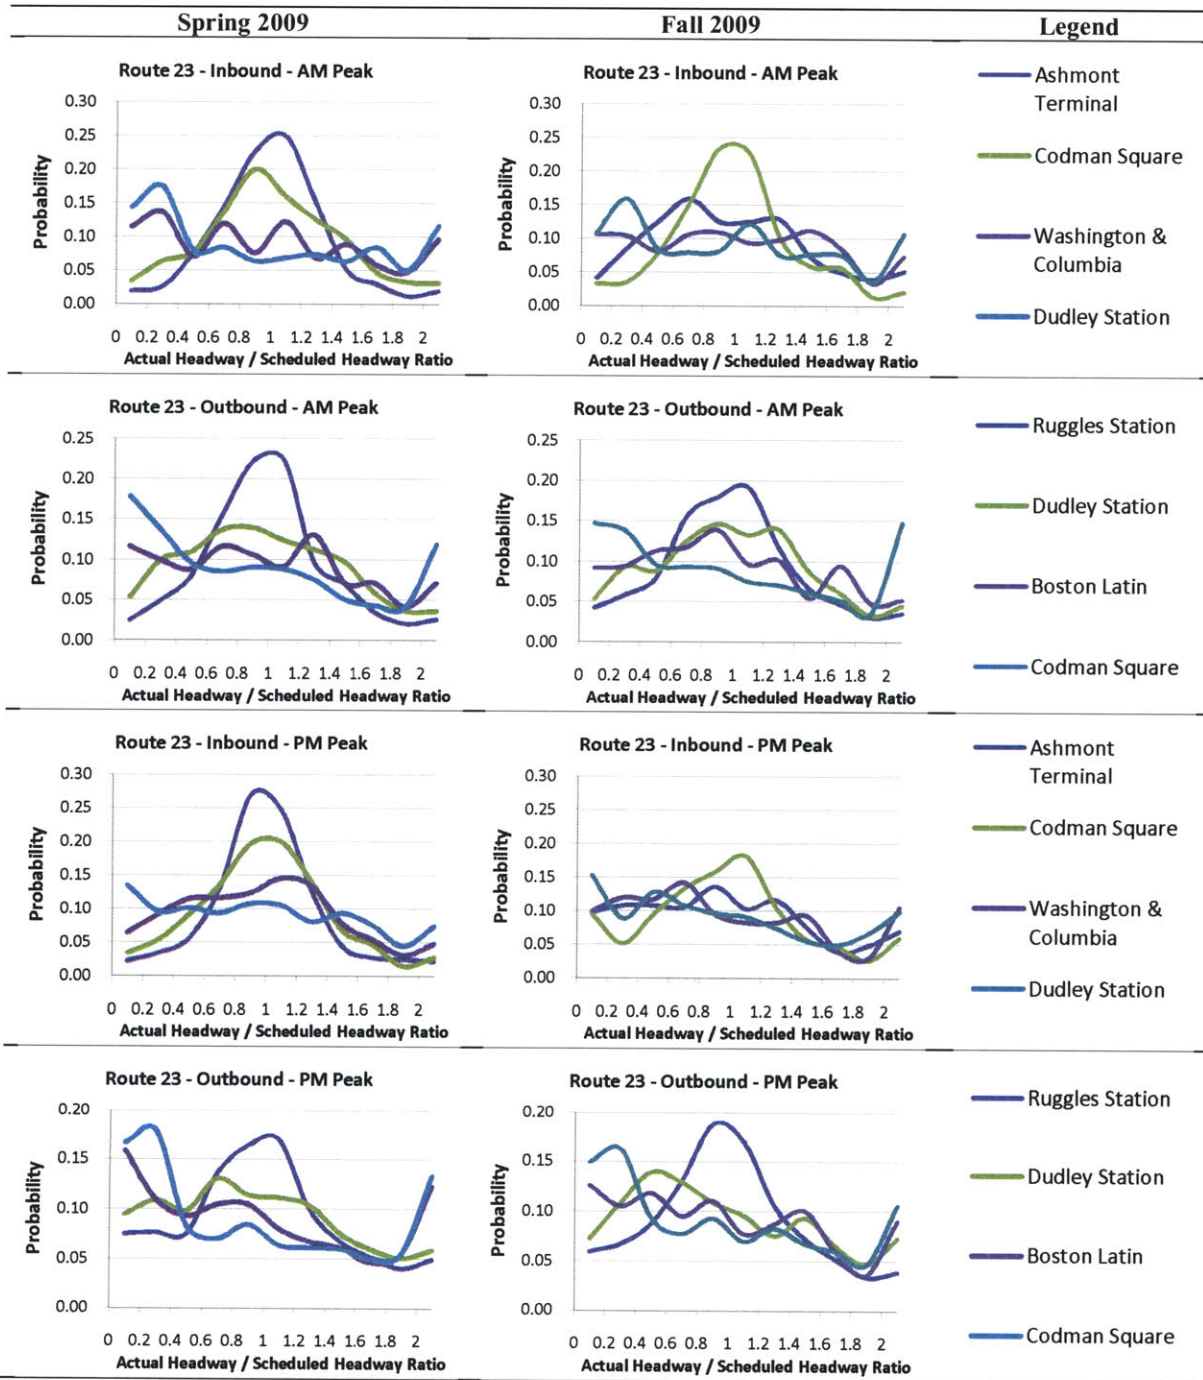 Spring 2009 Fall 2009 Legend
Route 23 - Inbound - AM Peak
Probability
0.30
0.25
0.20
0.15
0.10
0.05
0.00
0 0.2 0.4 0.6 0.8 1 1.2 1.4 1.6 1.8 2
Actual Headway / Scheduled Headway Ratio
Route 23 - Inbound - AM Peak
Probability
0.30
0.25
0.20
0.15
0.10
0.05
0.00
0 0.2 0.4 0.6 0.8 1 1.2 1.4 1.6 1.8 2
Actual Headway / Scheduled Headway Ratio
Ashmont
Terminal
Codman Square
Washington &
Columbia
Dudley Station
Route 23 - Outbound - AM Peak
Probability
0.25
0.20
0.15
0.10
0.05
0.00
0 0.2 0.4 0.6 0.8 1 1.2 1.4 1.6 1.8 2
Actual Headway / Scheduled Headway Ratio
Route 23 - Outbound - AM Peak
Probability
0.25
0.20
0.15
0.10
0.05
0.00
0 0.2 0.4 0.6 0.8 1 1.2 1.4 1.6 1.8 2
Actual Headway / Scheduled Headway Ratio
Ruggles Station
Dudley Station
Boston Latin
Codman Square
Route 23 - Inbound - PM Peak
Probability
0.30
0.25
0.20
0.15
0.10
0.05
0.00
0 0.2 0.4 0.6 0.8 1 1.2 1.4 1.6 1.8 2
Actual Headway / Scheduled Headway Ratio
Route 23 - Inbound - PM Peak
Probability
0.30
0.25
0.20
0.15
0.10
0.05
0.00
0 0.2 0.4 0.6 0.8 1 1.2 1.4 1.6 1.8 2
Actual Headway / Scheduled Headway Ratio
Ashmont
Terminal
Codman Square
Washington &
Columbia
Dudley Station
Route 23 - Outbound - PM Peak
Probability
0.20
0.15
0.10
0.05
0.00
0 0.2 0.4 0.6 0.8 1 1.2 1.4 1.6 1.8 2
Actual Headway / Scheduled Headway Ratio
Route 23 - Outbound - PM Peak
Probability
0.20
0.15
0.10
0.05
0.00
0 0.2 0.4 0.6 0.8 1 1.2 1.4 1.6 1.8 2
Actual Headway / Scheduled Headway Ratio
Ruggles Station
Dudley Station
Boston Latin
Codman Square